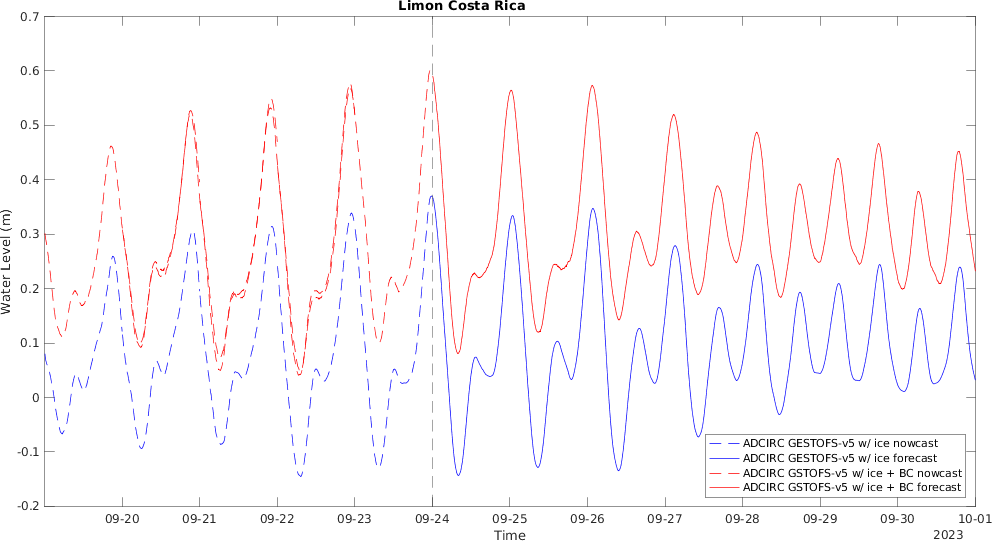 Limon Costa Rica
0.7
0.6
0.5
0.4
0.3
0.2
0.1
0
-0.1
-0.2
Water Level (m)
09-20 09-21 09-22 09-23 09-24 09-25 09-26 09-27 09-28 09-29 09-30 10-01
Time
2023
ADCIRC GESTOFS-v5 w/ ice nowcast
ADCIRC GESTOFS-v5 w/ ice forecast
ADCIRC GSTOFS-v5 w/ ice + BC nowcast
ADCIRC GSTOFS-v5 w/ ice + BC forecast